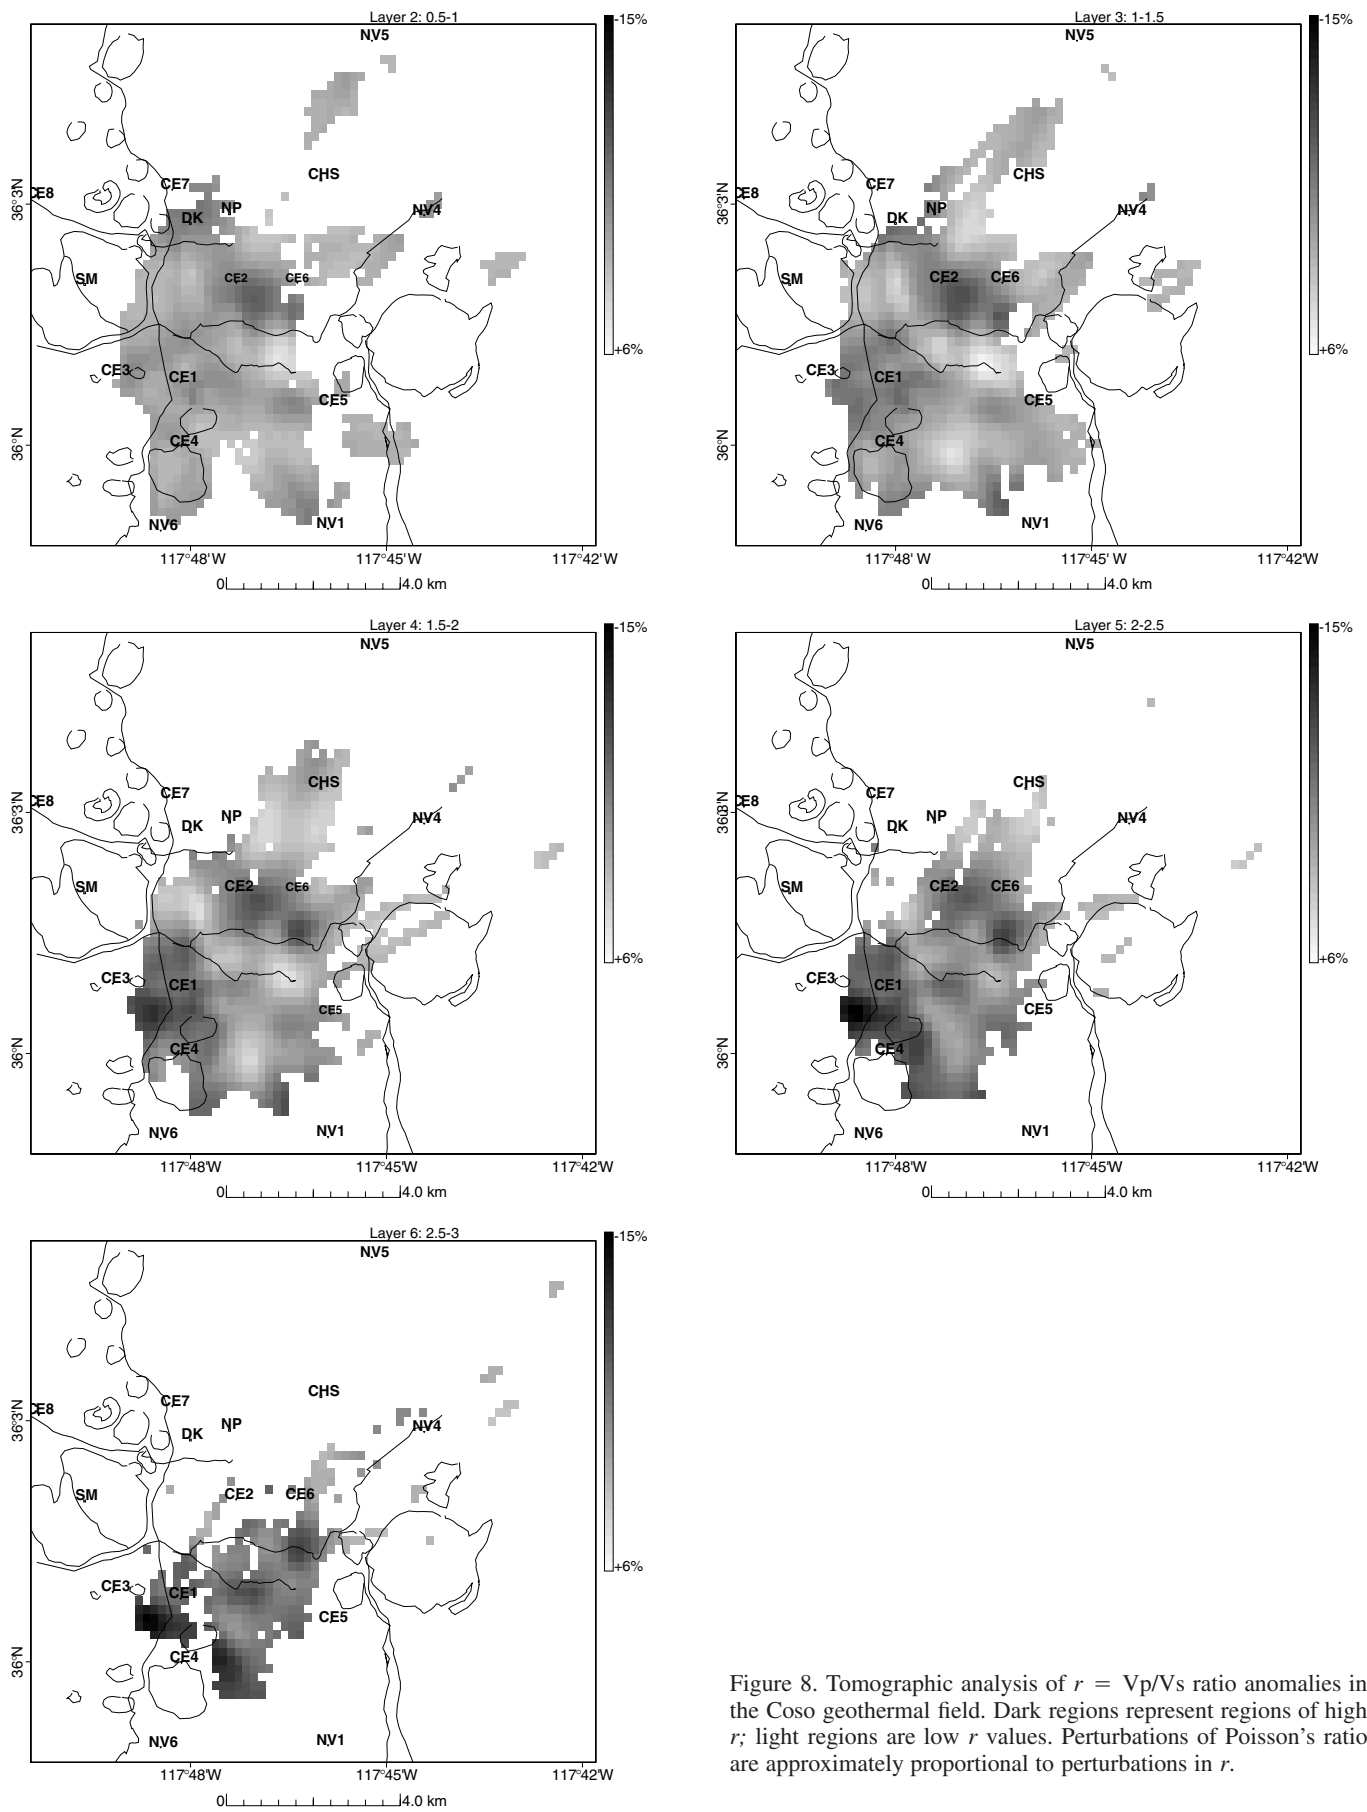 Layer 2: 0.5-1
NV5
-15%
CHS
CE7
CE8
NP
DK
NV4
36°3'N
SM
CE2
CE6
+6%
CE3
CE1
CE5
CE4
36°N
NV6
NV1
117°48'W
117°45'W
117°42'W
0
4.0 km
Layer 3: 1-1.5
NV5
-15%
CHS
CE7
CE8
NP
DK
NV4
36°3'N
SM
CE2
CE6
+6%
CE3
CE1
CE5
CE4
36°N
NV6
NV1
117°48'
117°45'
117°42'W
0
4.0 km
Layer 4: 1.5-2
NV5
-15%
CHS
CE7
CE8
NP
DK
NV4
36°3'N
SM
CE2
CE6
+6%
CE3
CE1
CE5
CE4
36°N
NV6
NV1
117°48'W
117°45'W
117°42'W
0
4.0 km
Layer 5: 2-2.5
NV5
-15%
CHS
CE7
CE8
NP
DK
NV4
SM
CE2
CE6
+6%
CE3
CE1
CE5
CE4
36°N
NV6
NV1
117°48'W
117°45'W
117°42'W
0
4.0 km
Layer 6: 2.5-3
NV5
-15%
CHS
CE7
CE8
NP
DK
NV4
36°3'N
SM
CE2
CE6
+6%
CE3
CE1
CE5
CE4
36°N
NV6
NV1
117°48'W
117°45'W
117°42'W
0
4.0 km
Figure 8. Tomographic analysis of r = Vp/Vs ratio anomalies in
the Coso geothermal field. Dark regions represent regions of high
r; light regions are low r values. Perturbations of Poisson's ratio
are approximately proportional to perturbations in r.